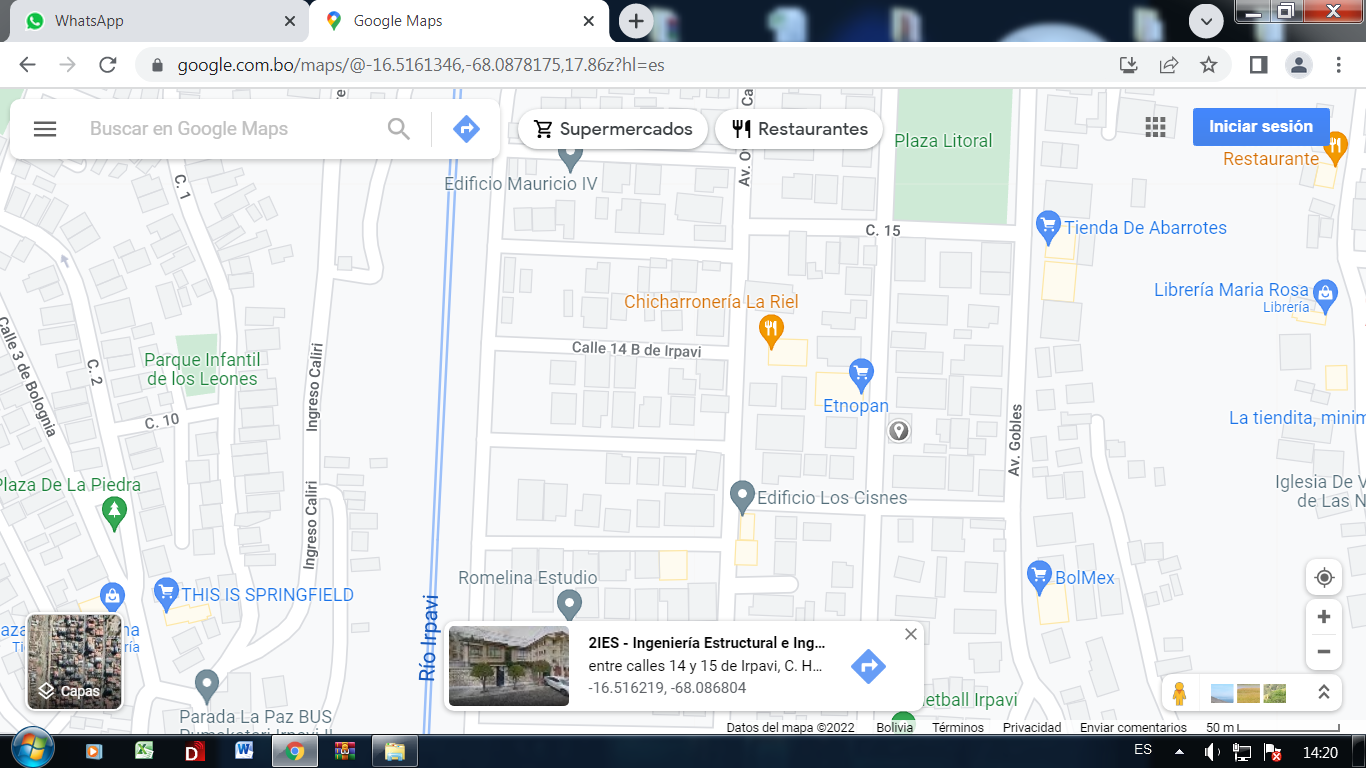 WhatsApp
Google Maps
google.com.bo/maps/@-16.5161346,-68.0878175,17.86z?hl=es
Buscar en Google Maps
Supermercados
Restaurantes
Iniciar sesión
Plaza Litoral
Restaurante
Edificio Mauricio IV
C. 1
C. 15
Tienda De Abarrotes
Librería Maria Rosa
Librería
Chicharronería La Riel
Calle 14 B de Irpavi
Parque Infantil
de los Leones
Calle 3 de Bolognia
C. 2
Ingreso Caliri
Etnopan
C. 10
Av. Gobles
La tiendita, minim
Plaza De La Piedra
Ingreso Caliri
Edificio Los Cisnes
Iglesia De V
de Las N
Romelina Estudio
BolMex
THIS IS SPRINGFIELD
Río Irpavi
Capas
2IES - Ingeniería Estructural e Ing...
entre calles 14 y 15 de Irpavi, C. H...
-16.516219, -68.086804
etball Irpavi
Parada La Paz BUS
Datos del mapa ©2022 Bolivia Términos Privacidad Enviar comentarios 50 m
ES
14:20